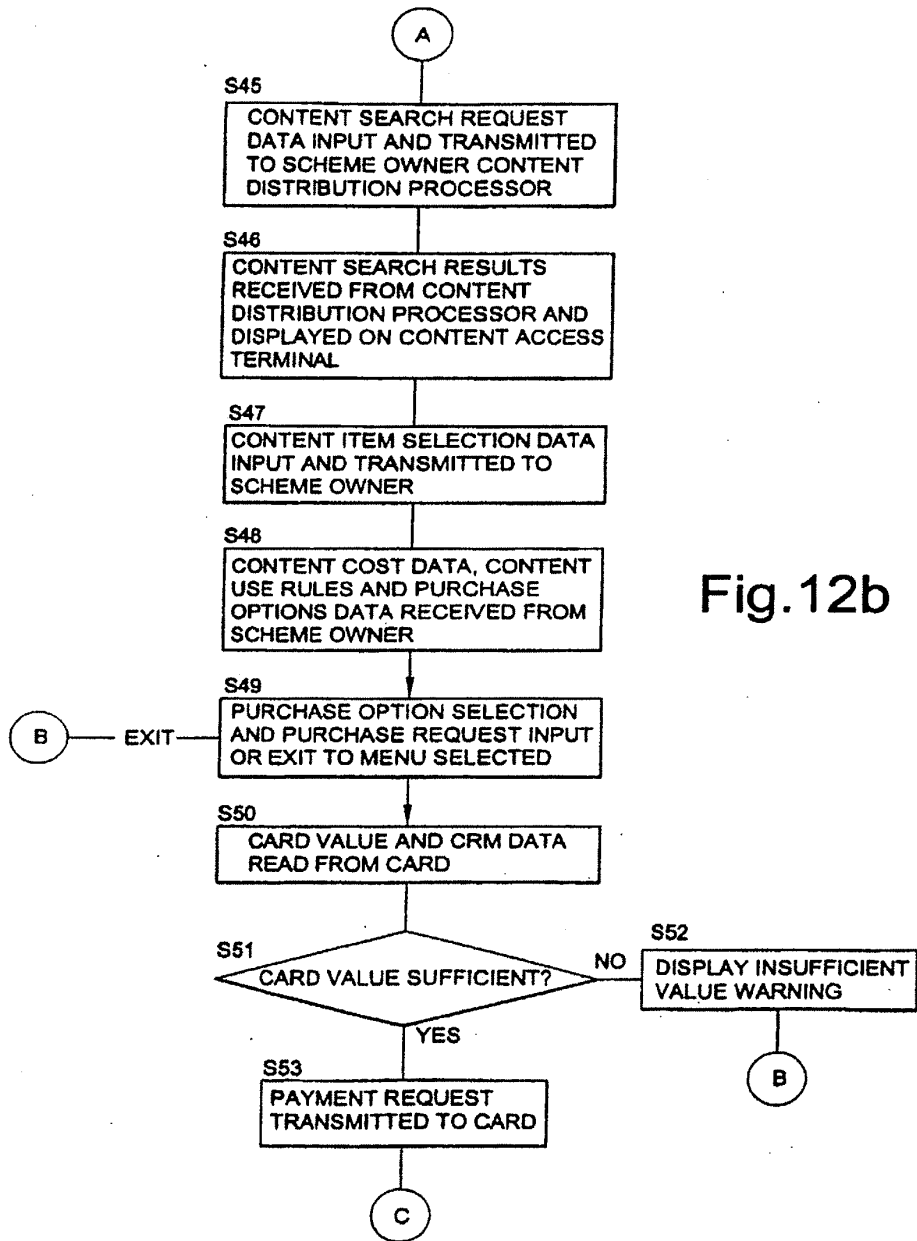 A
S45
CONTENT SEARCH REQUEST
DATA INPUT AND TRANSMITTED
TO SCHEME OWNER CONTENT
DISTRIBUTION PROCESSOR
S46
CONTENT SEARCH RESULTS
RECEIVED FROM CONTENT
DISTRIBUTION PROCESSOR AND
DISPLAYED ON CONTENT ACCESS
TERMINAL
S47
CONTENT ITEM SELECTION DATA
INPUT AND TRANSMITTED TO
SCHEME OWNER
S48
CONTENT COST DATA, CONTENT
USE RULES AND PURCHASE
OPTIONS DATA RECEIVED FROM
SCHEME OWNER
Fig.12b
S49
PURCHASE OPTION SELECTION
AND PURCHASE REQUEST INPUT
OR EXIT TO MENU SELECTED
B
EXIT
S50
CARD VALUE AND CRM DATA
READ FROM CARD
S51
CARD VALUE SUFFICIENT?
NO
S52
DISPLAY INSUFFICIENT
VALUE WARNING
B
YES
S53
PAYMENT REQUEST
TRANSMITTED TO CARD
C